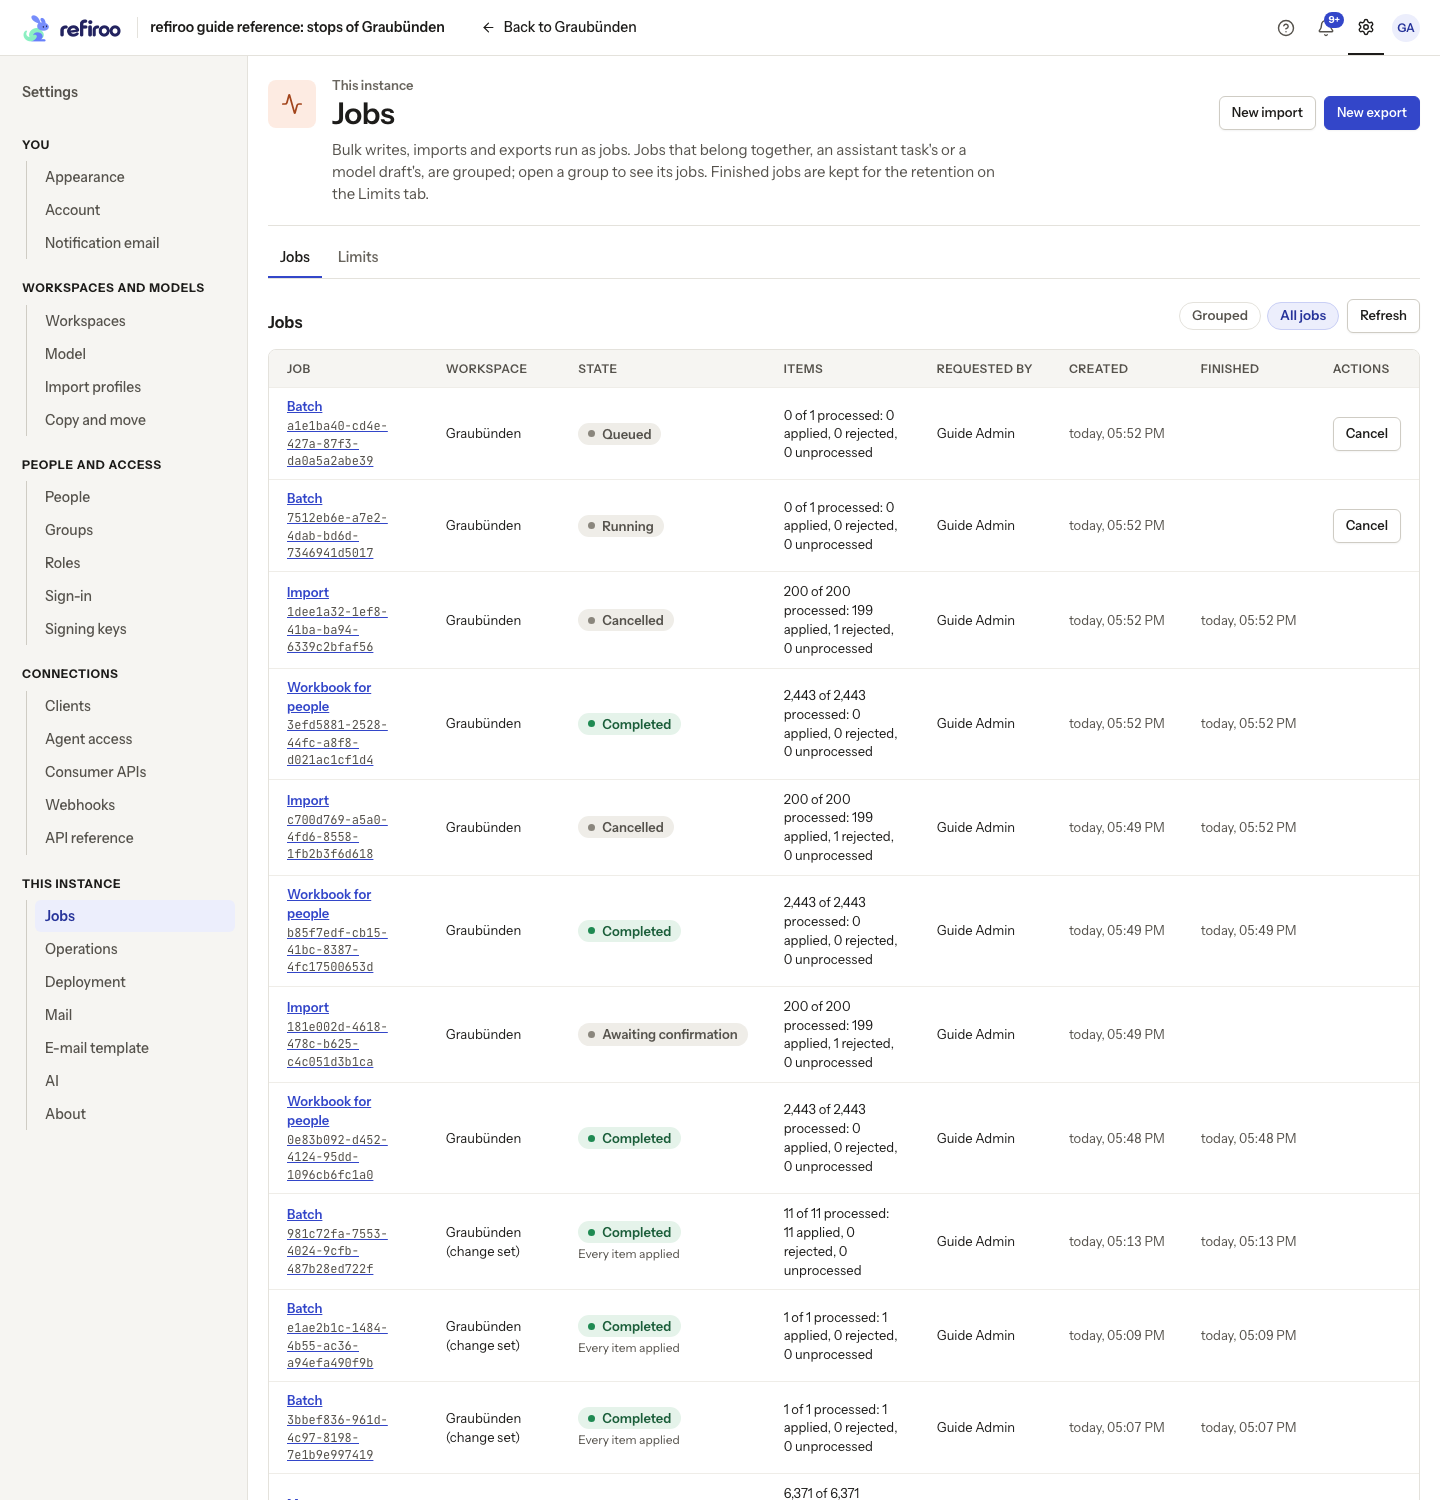 refiroo
refiroo guide reference: stops of Graubünden
← Back to Graubünden
9+
GA
Settings
YOU
Appearance
Account
Notification email
WORKSPACES AND MODELS
Workspaces
Model
Import profiles
Copy and move
PEOPLE AND ACCESS
People
Groups
Roles
Sign-in
Signing keys
CONNECTIONS
Clients
Agent access
Consumer APIs
Webhooks
API reference
THIS INSTANCE
Jobs
Operations
Deployment
Mail
E-mail template
AI
About
This instance
Jobs
Bulk writes, imports and exports run as jobs. Jobs that belong together, an assistant task's or a
model draft's, are grouped; open a group to see its jobs. Finished jobs are kept for the retention on
the Limits tab.
New import
New export
Jobs
Limits
Jobs
Grouped
All jobs
Refresh
JOB WORKSPACE STATE ITEMS REQUESTED BY CREATED FINISHED ACTIONS
Batch
a1e1ba40-cd4e-
427a-87f3-
da0a5a2abe39
Graubünden
Queued
0 of 1 processed: 0
applied, 0 rejected,
0 unprocessed
Guide Admin
today, 05:52 PM
Cancel
Batch
7512eb6e-a7e2-
4dab-bd6d-
7346941d5017
Graubünden
Running
0 of 1 processed: 0
applied, 0 rejected,
0 unprocessed
Guide Admin
today, 05:52 PM
Cancel
Import
1dee1a32-1ef8-
41ba-ba94-
6339c2bfaf56
Graubünden
Cancelled
200 of 200
processed: 199
applied, 1 rejected,
0 unprocessed
Guide Admin
today, 05:52 PM
today, 05:52 PM
Workbook for
people
3efd5881-2528-
44fc-a8f8-
d021ac1cf1d4
Graubünden
Completed
2,443 of 2,443
processed: 0
applied, 0 rejected,
0 unprocessed
Guide Admin
today, 05:52 PM
today, 05:52 PM
Import
c700d769-a5a0-
4fd6-8558-
1fb2b3f6d618
Graubünden
Cancelled
200 of 200
processed: 199
applied, 1 rejected,
0 unprocessed
Guide Admin
today, 05:49 PM
today, 05:52 PM
Workbook for
people
b85f7edf-cb15-
41bc-8387-
4fc17500653d
Graubünden
Completed
2,443 of 2,443
processed: 0
applied, 0 rejected,
0 unprocessed
Guide Admin
today, 05:49 PM
today, 05:49 PM
Import
181e002d-4618-
478c-b625-
c4c051d3b1ca
Graubünden
Awaiting confirmation
200 of 200
processed: 199
applied, 1 rejected,
0 unprocessed
Guide Admin
today, 05:49 PM
Workbook for
people
0e83b092-d452-
4124-95dd-
1096cb6fc1a0
Graubünden
Completed
2,443 of 2,443
processed: 0
applied, 0 rejected,
0 unprocessed
Guide Admin
today, 05:48 PM
today, 05:48 PM
Batch
981c72fa-7553-
4024-9cfb-
487b28ed722f
Graubünden
(change set)
Completed
Every item applied
11 of 11 processed:
11 applied, 0
rejected, 0
unprocessed
Guide Admin
today, 05:13 PM
today, 05:13 PM
Batch
e1ae2b1c-1484-
4b55-ac36-
a94efa490f9b
Graubünden
(change set)
Completed
Every item applied
1 of 1 processed: 1
applied, 0 rejected,
0 unprocessed
Guide Admin
today, 05:09 PM
today, 05:09 PM
Batch
3bbef836-961d-
4c97-8198-
7e1b9e997419
Graubünden
(change set)
Completed
Every item applied
1 of 1 processed: 1
applied, 0 rejected,
0 unprocessed
Guide Admin
today, 05:07 PM
today, 05:07 PM
6,371 of 6,371